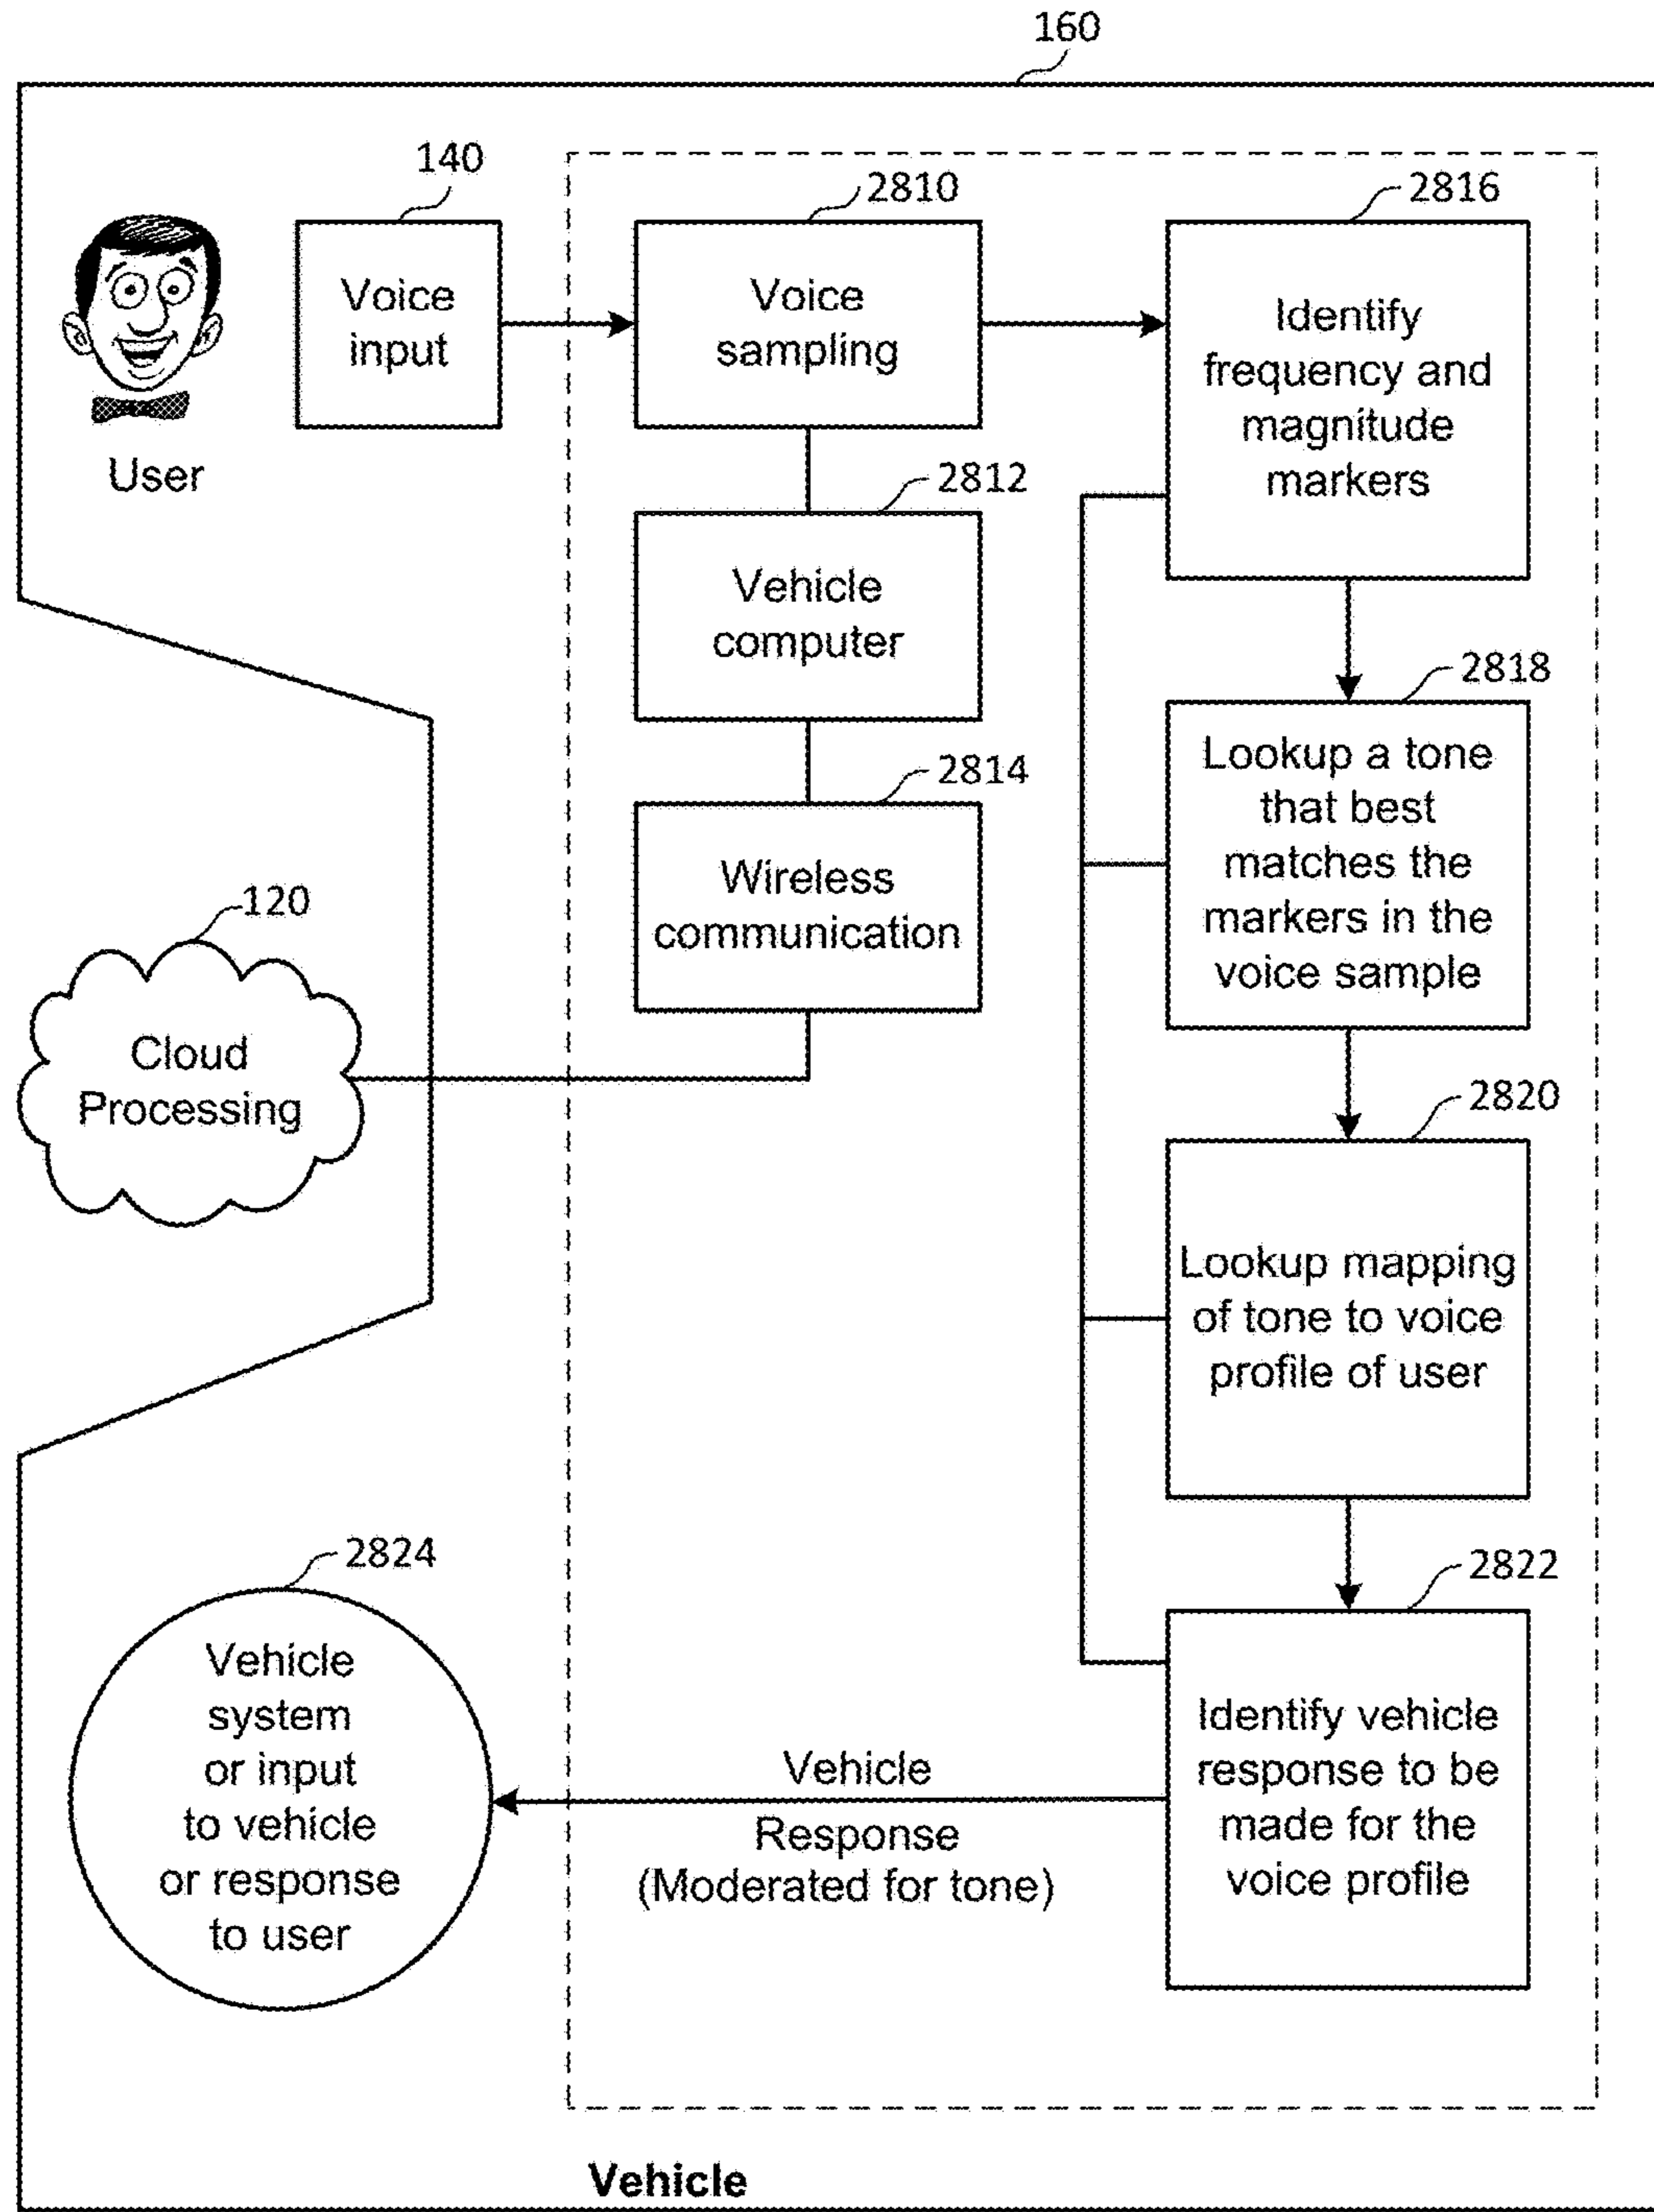 160
140
Voice
input
User
2810
Voice
sampling
2816
Identify
frequency and
magnitude
markers
2812
Vehicle
computer
2814
Wireless
communication
120
Cloud
Processing
2818
Lookup a tone
that best
matches the
markers in the
voice sample
2820
Lookup mapping
of tone to voice
profile of user
2822
Identify vehicle
response to be
made for the
voice profile
Vehicle
Response
(Moderated for tone)
2824
Vehicle
system
or input
to vehicle
or response
to user
Vehicle